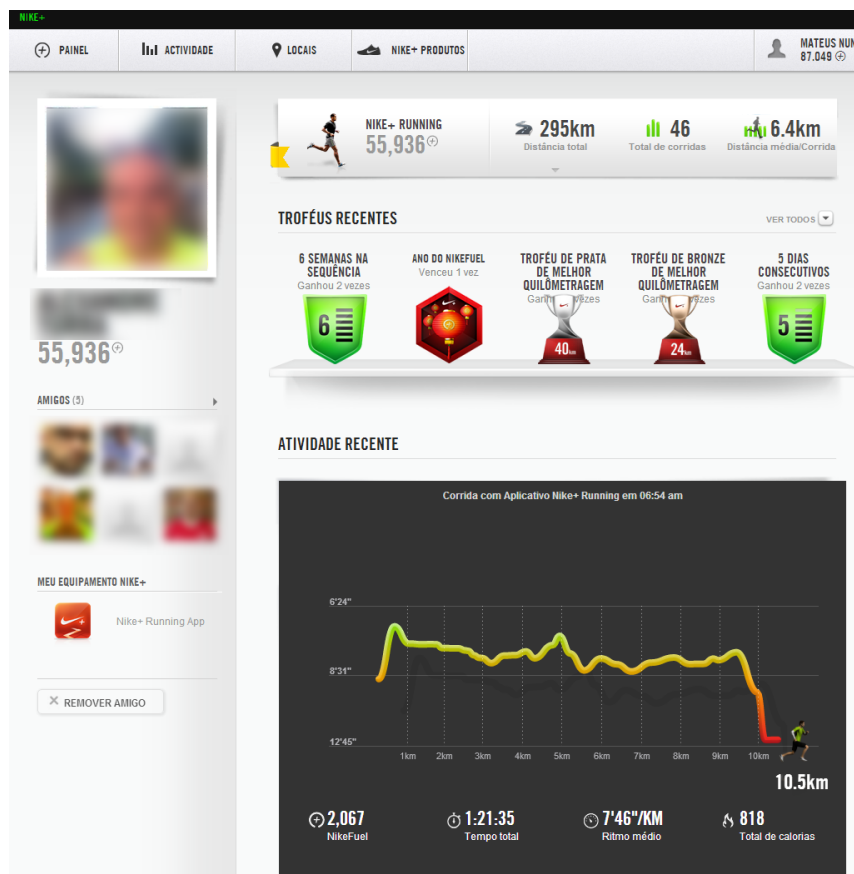 NIKE+
PAINEL
ACTIVIDADE
LOCAIS
NIKE+ PRODUTOS
MATEUS NUN
87.049
NIKE+ RUNNING
55,936
295km
Distância total
46
Total de corridas
6.4km
Distância média/Corrida
TROFÉUS RECENTES
VER TODOS
6 SEMANAS NA
SEQUÊNCIA
Ganhou 2 vezes
6
ANO DO NIKEFUEL
Venceu 1 vez
TROFÉU DE PRATA
DE MELHOR
QUILÔMETRAGEM
40km
TROFÉU DE BRONZE
DE MELHOR
QUILÔMETRAGEM
24km
5 DIAS
CONSECUTIVOS
Ganhou 2 vezes
5
55,936
AMIGOS (5)
MEU EQUIPAMENTO NIKE+
Nike+ Running App
REMOVER AMIGO
ATIVIDADE RECENTE
Corrida com Aplicativo Nike+ Running em 06:54 am
6'24"
8'31"
12'45"
1km 2km 3km 4km 5km 6km 7km 8km 9km 10km
10.5km
2,067
NikeFuel
1:21:35
Tempo total
7'46"/KM
Ritmo médio
818
Total de calorias